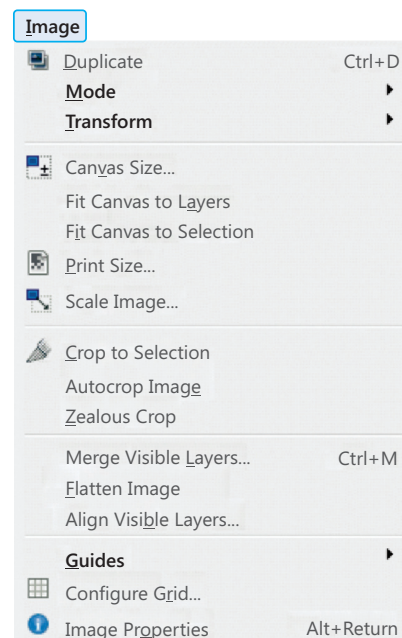 Image
Duplicate Ctrl+D
Mode
Transform
Canvas Size...
Fit Canvas to Layers
Fit Canvas to Selection
Print Size...
Scale Image...
Crop to Selection
Autocrop Image
Zealous Crop
Merge Visible Layers... Ctrl+M
Flatten Image
Align Visible Layers...
Guides
Configure Grid...
Image Properties Alt+Return